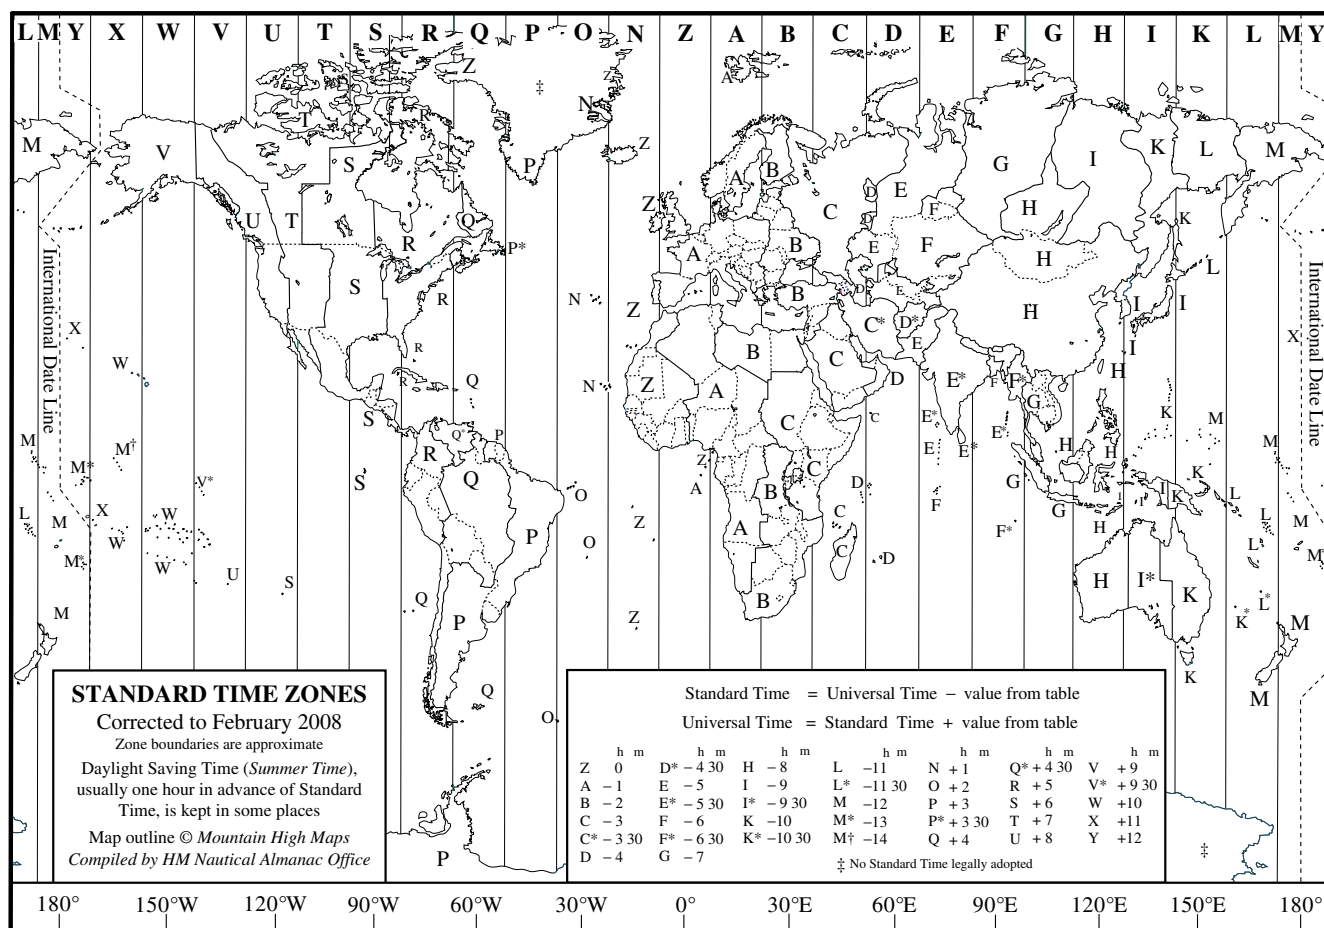 L M Y X W V U T S R Q P O N Z A B C D E F G H I K L M Y
Z ‡ Z A
N
T
M V S Z P A B G I K L M
D E
Z F H
U T Q C D K
R P* A B E F H
L
International Date Line
International Date Line
S R N B D E H I I
X Z C* D* E X
R B C I
W R Q N Z A E* F F* H
D G
S Q* P C C E* K M
M M† R E E* H H M
M* V* S Q Z A B C D G K
O
L M X W P Z A C F G I I I K L L M
W O C F* H L M*
M* W U S D H I* K
M Q P Z B K* L* M
K
Q O M
STANDARD TIME ZONES
Corrected to February 2008
Zone boundaries are approximate
Daylight Saving Time (Summer Time),
usually one hour in advance of Standard
Time, is kept in some places
Map outline © Mountain High Maps
Compiled by HM Nautical Almanac Office
P
Standard Time = Universal Time − value from table
Universal Time = Standard Time + value from table
h m h m h m h m h m h m h m
Z 0 D* − 4 30 H − 8 L −11 N + 1 Q* + 4 30 V + 9
A − 1 E − 5 I − 9 L* −11 30 O + 2 R + 5 V* + 9 30
B − 2 E* − 5 30 I* − 9 30 M −12 P + 3 S + 6 W +10
C − 3 F − 6 K −10 M* −13 P* + 3 30 T + 7 X +11
C* − 3 30 F* − 6 30 K* −10 30 M† −14 Q + 4 U + 8 Y +12
D − 4 G − 7 ‡ No Standard Time legally adopted
‡
180° 150°W 120°W 90°W 60°W 30°W 0° 30°E 60°E 90°E 120°E 150°E 180°